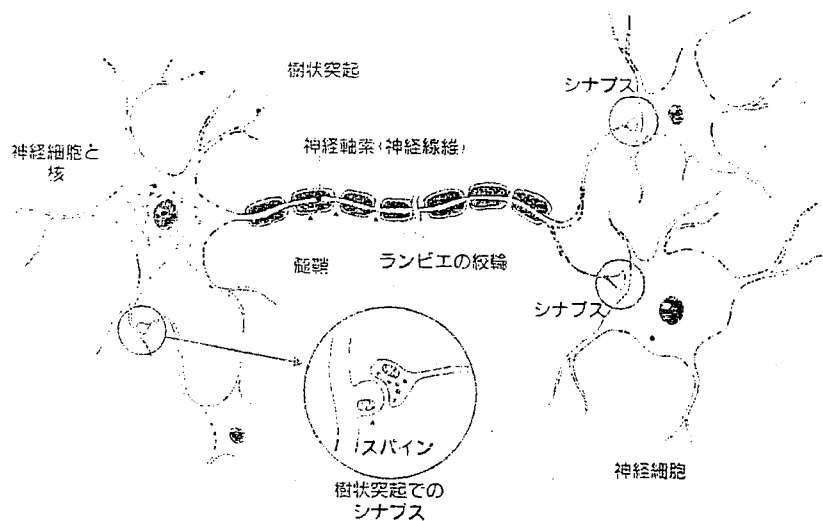 樹状突起
シナプス
神経細胞と
核
神経軸索(神経線維)
髄鞘
ランビエの絞輪
シナプス
スパイン
樹状突起での
シナプス
神経細胞